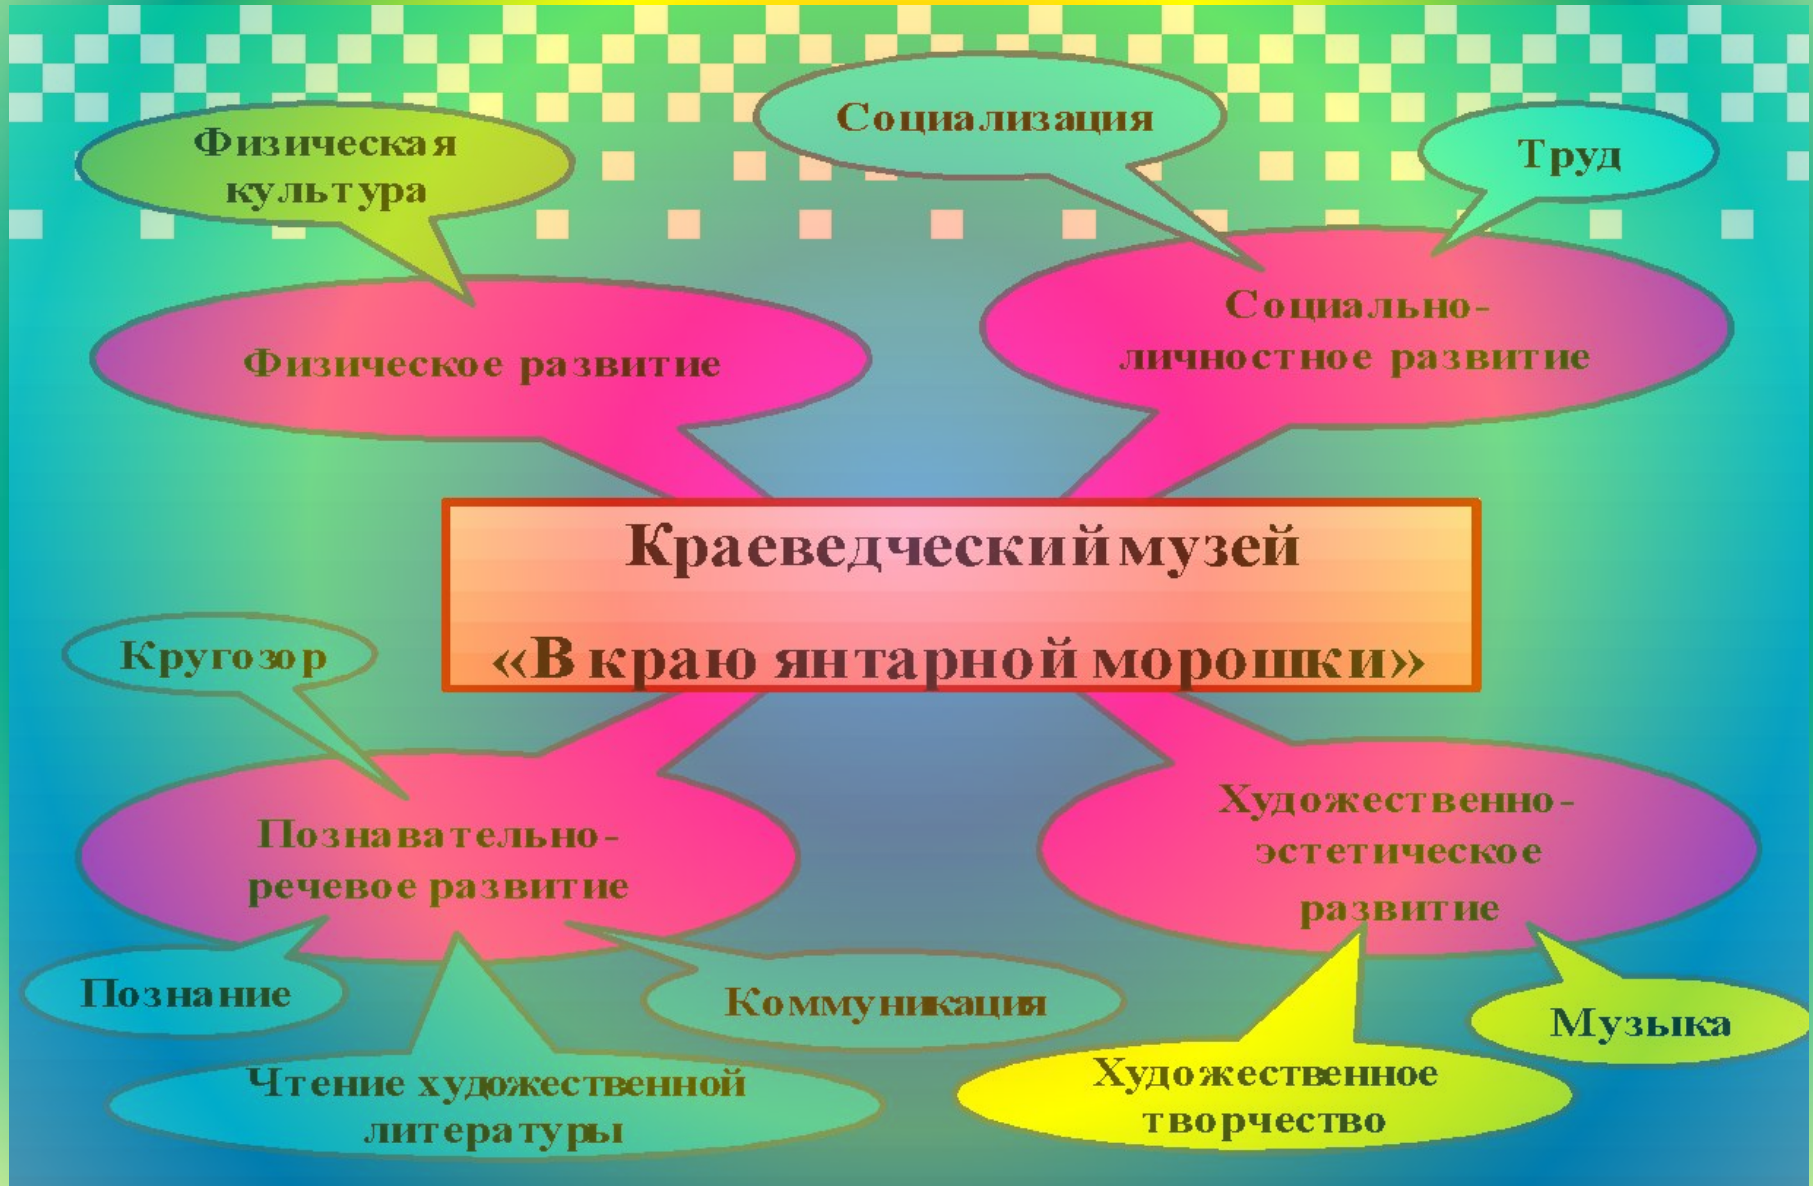 Социализация
Физическая
культура
Труд
Социально-
личностное развитие
Физическое развитие
Краеведческий музей
«В краю янтарной морошки»
Кругозор
Познавательно-
речевое развитие
Художественно-
эстетическое
развитие
Познание
Коммуникация
Музыка
Чтение художественной
литературы
Художественное
творчество